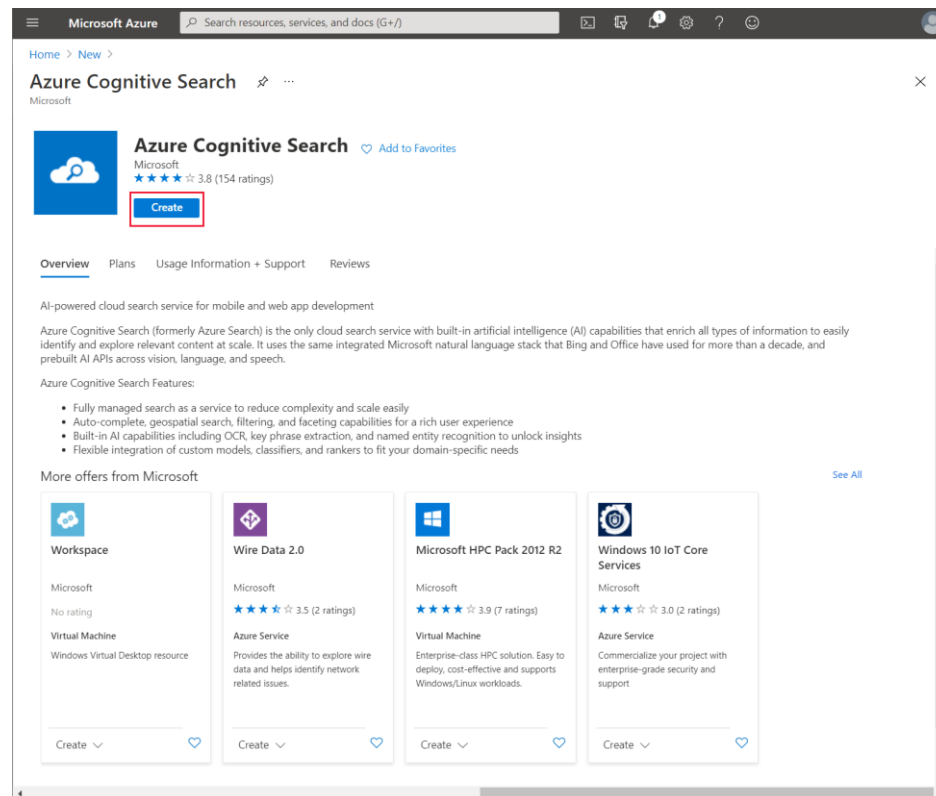 Microsoft Azure
Search resources, services, and docs (G+/)
1
Home > New >
Azure Cognitive Search
Microsoft
Azure Cognitive Search
Add to Favorites
Microsoft
3.8 (154 ratings)
Create
Overview
Plans
Usage Information + Support
Reviews
AI-powered cloud search service for mobile and web app development
Azure Cognitive Search (formerly Azure Search) is the only cloud search service with built-in artificial intelligence (AI) capabilities that enrich all types of information to easily
identify and explore relevant content at scale. It uses the same integrated Microsoft natural language stack that Bing and Office have used for more than a decade, and
prebuilt AI APIs across vision, language, and speech.
Azure Cognitive Search Features:
• Fully managed search as a service to reduce complexity and scale easily
• Auto-complete, geospatial search, filtering, and faceting capabilities for a rich user experience
• Built-in AI capabilities including OCR, key phrase extraction, and named entity recognition to unlock insights
• Flexible integration of custom models, classifiers, and rankers to fit your domain-specific needs
More offers from Microsoft
See All
Workspace
Microsoft
No rating
Virtual Machine
Windows Virtual Desktop resource
Create
Wire Data 2.0
Microsoft
3.5 (2 ratings)
Azure Service
Provides the ability to explore wire
data and helps identify network
related issues.
Create
Microsoft HPC Pack 2012 R2
Microsoft
3.9 (7 ratings)
Virtual Machine
Enterprise-class HPC solution. Easy to
deploy, cost-effective and supports
Windows/Linux workloads.
Create
Windows 10 IoT Core
Services
Microsoft
3.0 (2 ratings)
Azure Service
Commercialize your project with
enterprise-grade security and
support
Create